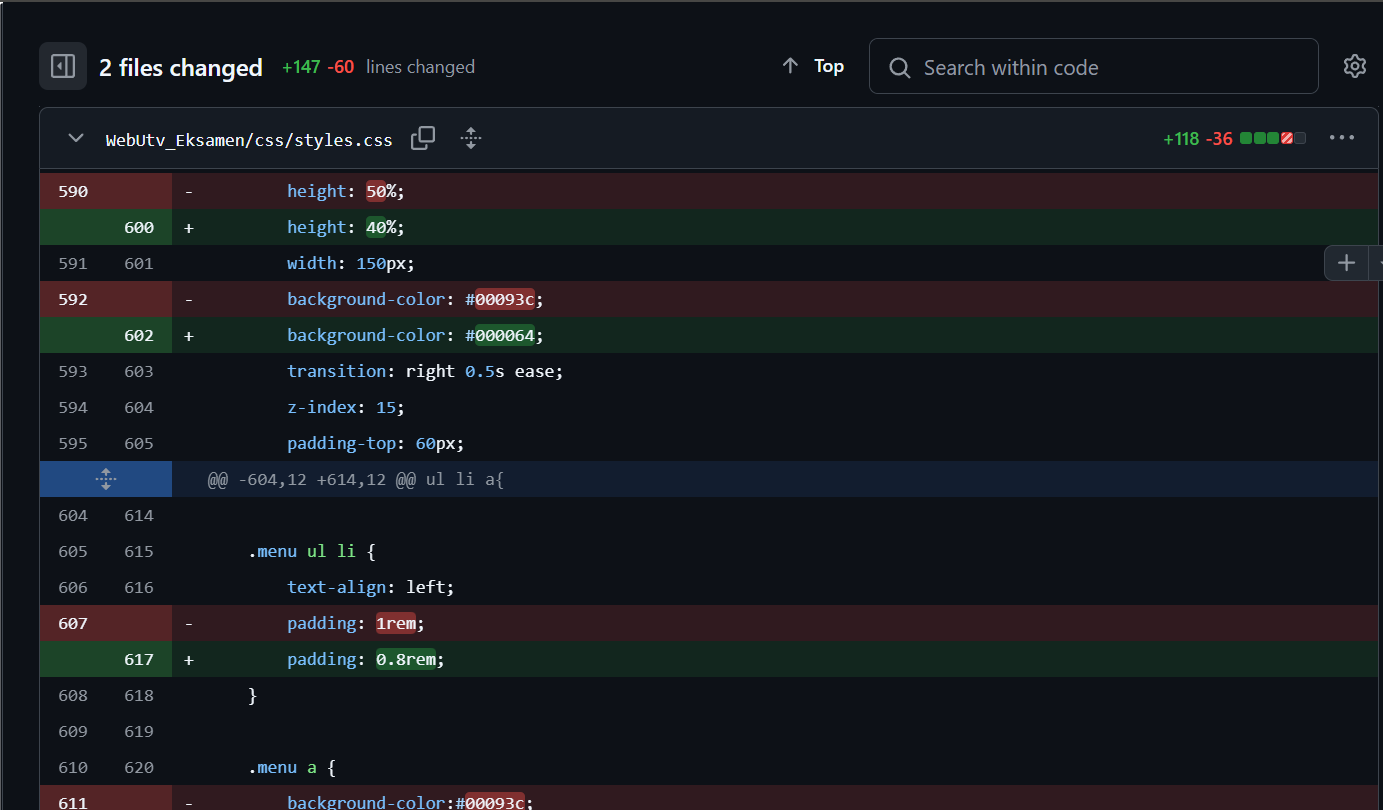 2 files changed +147 -60 lines changed Top Search within code
WebUtv_Eksamen/css/styles.css +118 -36
590 - height: 50%;
600 + height: 40%;
591 601 width: 150px;
592 - background-color: #00093c;
602 + background-color: #000064;
593 603 transition: right 0.5s ease;
594 604 z-index: 15;
595 605 padding-top: 60px;
@@ -604,12 +614,12 @@ ul li a{
604 614
605 615 .menu ul li {
606 616 text-align: left;
607 - padding: 1rem;
617 + padding: 0.8rem;
608 618 }
609 619
610 620 .menu a {
611 - background-color:#00093c;